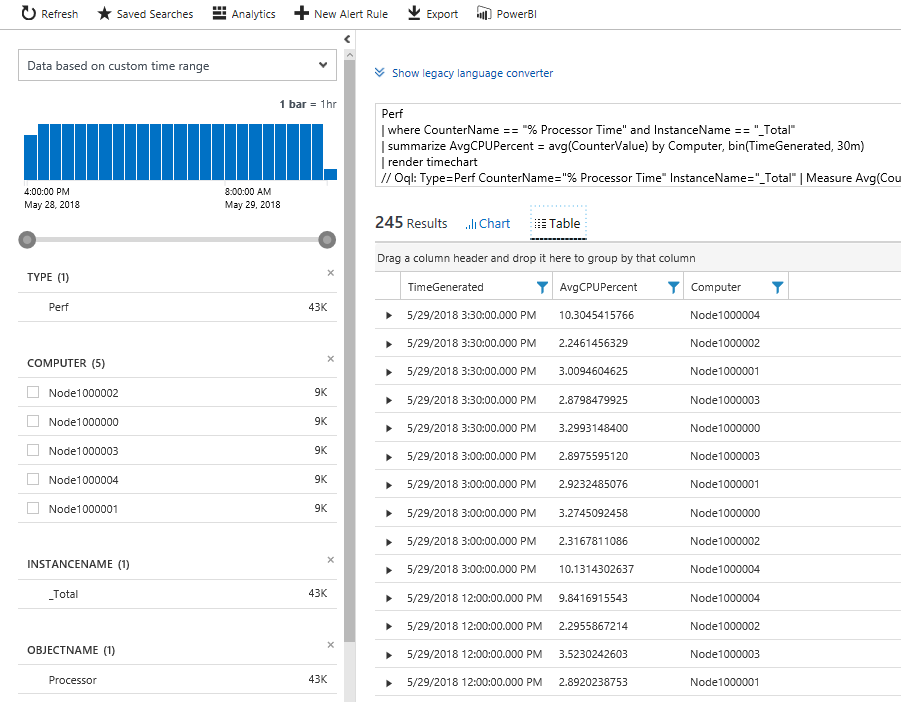 Refresh Saved Searches Analytics New Alert Rule Export PowerBI
Data based on custom time range
1 bar = 1hr
4:00:00 PM 8:00:00 AM
May 28, 2018 May 29, 2018
TYPE (1)
Perf 43K
COMPUTER (5)
Node1000002 9K
Node1000000 9K
Node1000003 9K
Node1000004 9K
Node1000001 9K
INSTANCENAME (1)
_Total 43K
OBJECTNAME (1)
Processor 43K
Show legacy language converter
Perf
| where CounterName == "% Processor Time" and InstanceName == "_Total"
| summarize AvgCPUPercent = avg(CounterValue) by Computer, bin(TimeGenerated, 30m)
| render timechart
// Oql: Type=Perf CounterName="% Processor Time" InstanceName="_Total" | Measure Avg(Cou
245 Results Chart Table
Drag a column header and drop it here to group by that column
TimeGenerated AvgCPUPercent Computer
5/29/2018 3:30:00.000 PM 10.3045415766 Node1000004
5/29/2018 3:30:00.000 PM 2.2461456329 Node1000002
5/29/2018 3:30:00.000 PM 3.0094604625 Node1000001
5/29/2018 3:30:00.000 PM 2.8798479925 Node1000003
5/29/2018 3:30:00.000 PM 3.2993148400 Node1000000
5/29/2018 3:00:00.000 PM 2.8975595120 Node1000003
5/29/2018 3:00:00.000 PM 2.9232485076 Node1000001
5/29/2018 3:00:00.000 PM 3.2745092458 Node1000000
5/29/2018 3:00:00.000 PM 2.3167811086 Node1000002
5/29/2018 3:00:00.000 PM 10.1314302637 Node1000004
5/29/2018 12:00:00.000 PM 9.8416915543 Node1000004
5/29/2018 12:00:00.000 PM 2.2955867214 Node1000002
5/29/2018 12:00:00.000 PM 3.5230242603 Node1000003
5/29/2018 12:00:00.000 PM 2.8920238753 Node1000001